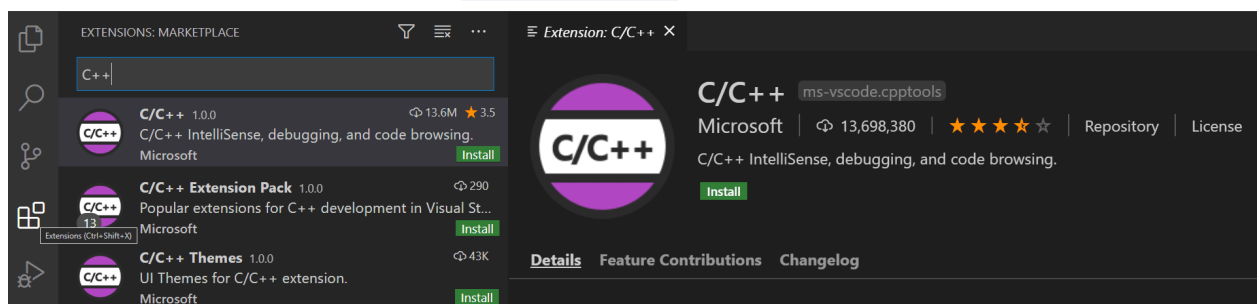 EXTENSIONS: MARKETPLACE
C++
C/C++ 1.0.0 13.6M 3.5
C/C++ IntelliSense, debugging, and code browsing.
Microsoft Install
C/C++ Extension Pack 1.0.0 290
Popular extensions for C++ development in Visual St...
Microsoft Install
C/C++ Themes 1.0.0 43K
UI Themes for C/C++ extension.
Microsoft Install
C/C++
C/C++
C/C++
13
Extensions (Ctrl+Shift+X)
Extension: C/C++
C/C++
C/C++ ms-vscode.cpptools
Microsoft 13,698,380 Repository License
C/C++ IntelliSense, debugging, and code browsing.
Install
Details Feature Contributions Changelog